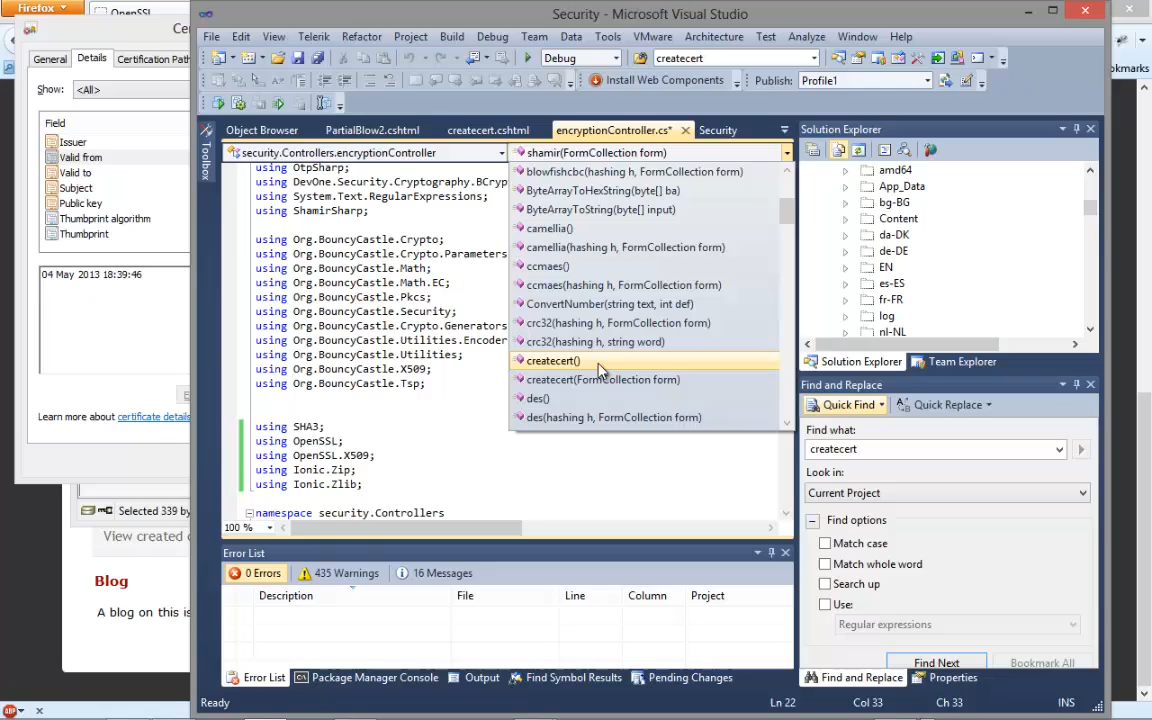 Firefox
OpenSSL
Security - Microsoft Visual Studio
File Edit View Telerik Refactor Project Build Debug Team Data Tools VMware Architecture Test Analyze Window Help
Debug
createcert
Install Web Components
Publish: Profile1
Object Browser PartialBlow2.cshtml createcert.cshtml encryptionController.cs* Security
security.Controllers.encryptionController
shamir(FormCollection form)
using OtpSharp;
using DevOne.Security.Cryptography.BCryp
using System.Text.RegularExpressions;
using ShamirSharp;
using Org.BouncyCastle.Crypto;
using Org.BouncyCastle.Crypto.Parameters
using Org.BouncyCastle.Math;
using Org.BouncyCastle.Math.EC;
using Org.BouncyCastle.Pkcs;
using Org.BouncyCastle.Security;
using Org.BouncyCastle.Crypto.Generators
using Org.BouncyCastle.Utilities.Encoder
using Org.BouncyCastle.Utilities;
using Org.BouncyCastle.X509;
using Org.BouncyCastle.Tsp;
using SHA3;
using OpenSSL;
using OpenSSL.X509;
using Ionic.Zip;
using Ionic.Zlib;
namespace security.Controllers
100 %
blowfishcbc(hashing h, FormCollection form)
ByteArrayToHexString(byte[] ba)
ByteArrayToString(byte[] input)
camellia()
camellia(hashing h, FormCollection form)
ccmaes()
ccmaes(hashing h, FormCollection form)
ConvertNumber(string text, int def)
crc32(hashing h, FormCollection form)
crc32(hashing h, string word)
createcert()
createcert(FormCollection form)
des()
des(hashing h, FormCollection form)
Toolbox
Error List
0 Errors 435 Warnings 16 Messages
Description File Line Column Project
Error List Package Manager Console Output Find Symbol Results Pending Changes
Ready
Ln 22 Col 33 Ch 33 INS
Solution Explorer
amd64
App_Data
bg-BG
Content
da-DK
de-DE
EN
es-ES
fr-FR
log
nl-NL
Solution Explorer Team Explorer
Find and Replace
Quick Find Quick Replace
Find what:
createcert
Look in:
Current Project
Find options
Match case
Match whole word
Search up
Use:
Regular expressions
Find Next Bookmark All
Find and Replace Properties
General Details Certification Path
Show: <All>
Field
Issuer
Valid from
Valid to
Subject
Public key
Thumbprint algorithm
Thumbprint
04 May 2013 18:39:46
Learn more about certificate
Selected 339 by
View created
Blog
A blog on this is
ABP